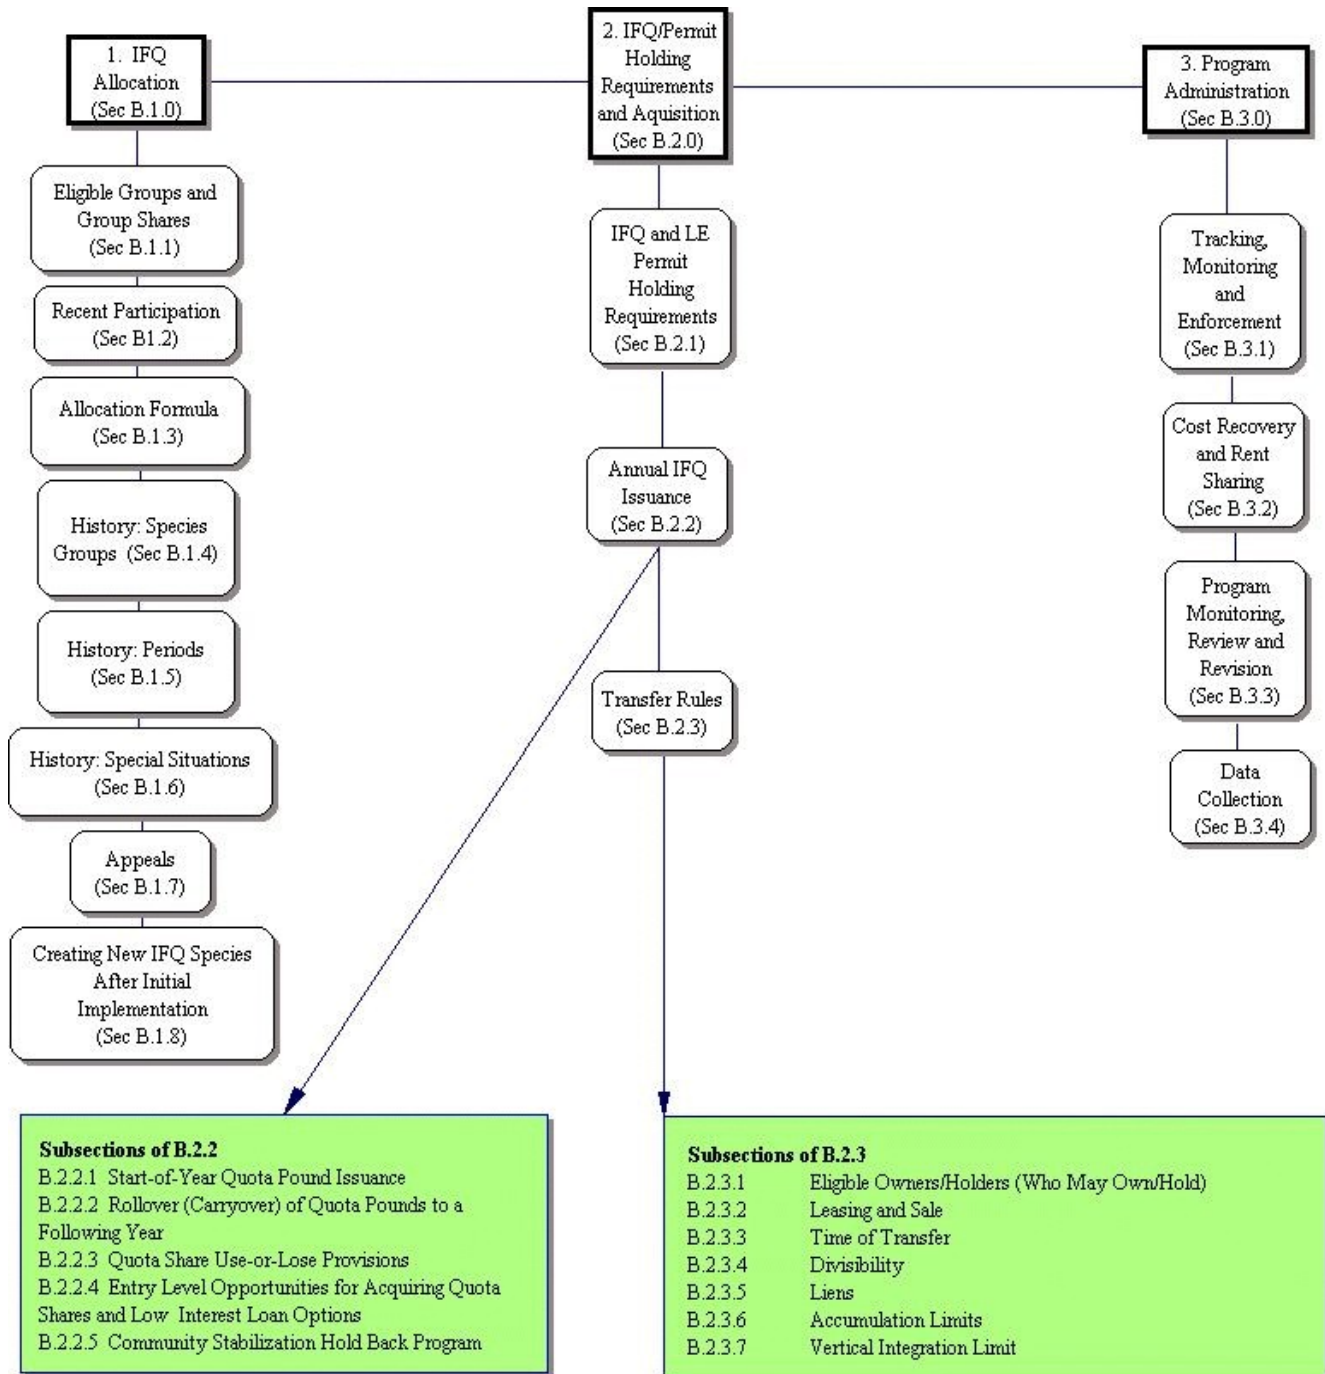 1. IFQ
Allocation
(Sec B.1.0)
Eligible Groups and
Group Shares
(Sec B.1.1)
Recent Participation
(Sec B1.2)
Allocation Formula
(Sec B.1.3)
History: Species
Groups (Sec B.1.4)
History: Periods
(Sec B.1.5)
History: Special Situations
(Sec B.1.6)
Appeals
(Sec B.1.7)
Creating New IFQ Species
After Initial
Implementation
(Sec B.1.8)
2. IFQ/Permit
Holding
Requirements
and Aquisition
(Sec B.2.0)
IFQ and LE
Permit
Holding
Requirements
(Sec B.2.1)
Annual IFQ
Issuance
(Sec B.2.2)
Transfer Rules
(Sec B.2.3)
3. Program
Administration
(Sec B.3.0)
Tracking,
Monitoring
and
Enforcement
(Sec B.3.1)
Cost Recovery
and Rent
Sharing
(Sec B.3.2)
Program
Monitoring,
Review and
Revision
(Sec B.3.3)
Data
Collection
(Sec B.3.4)
Subsections of B.2.2
B.2.2.1 Start-of-Year Quota Pound Issuance
B.2.2.2 Rollover (Carryover) of Quota Pounds to a
Following Year
B.2.2.3 Quota Share Use-or-Lose Provisions
B.2.2.4 Entry Level Opportunities for Acquiring Quota
Shares and Low Interest Loan Options
B.2.2.5 Community Stabilization Hold Back Program
Subsections of B.2.3
B.2.3.1 Eligible Owners/Holders (Who May Own/Hold)
B.2.3.2 Leasing and Sale
B.2.3.3 Time of Transfer
B.2.3.4 Divisibility
B.2.3.5 Liens
B.2.3.6 Accumulation Limits
B.2.3.7 Vertical Integration Limit